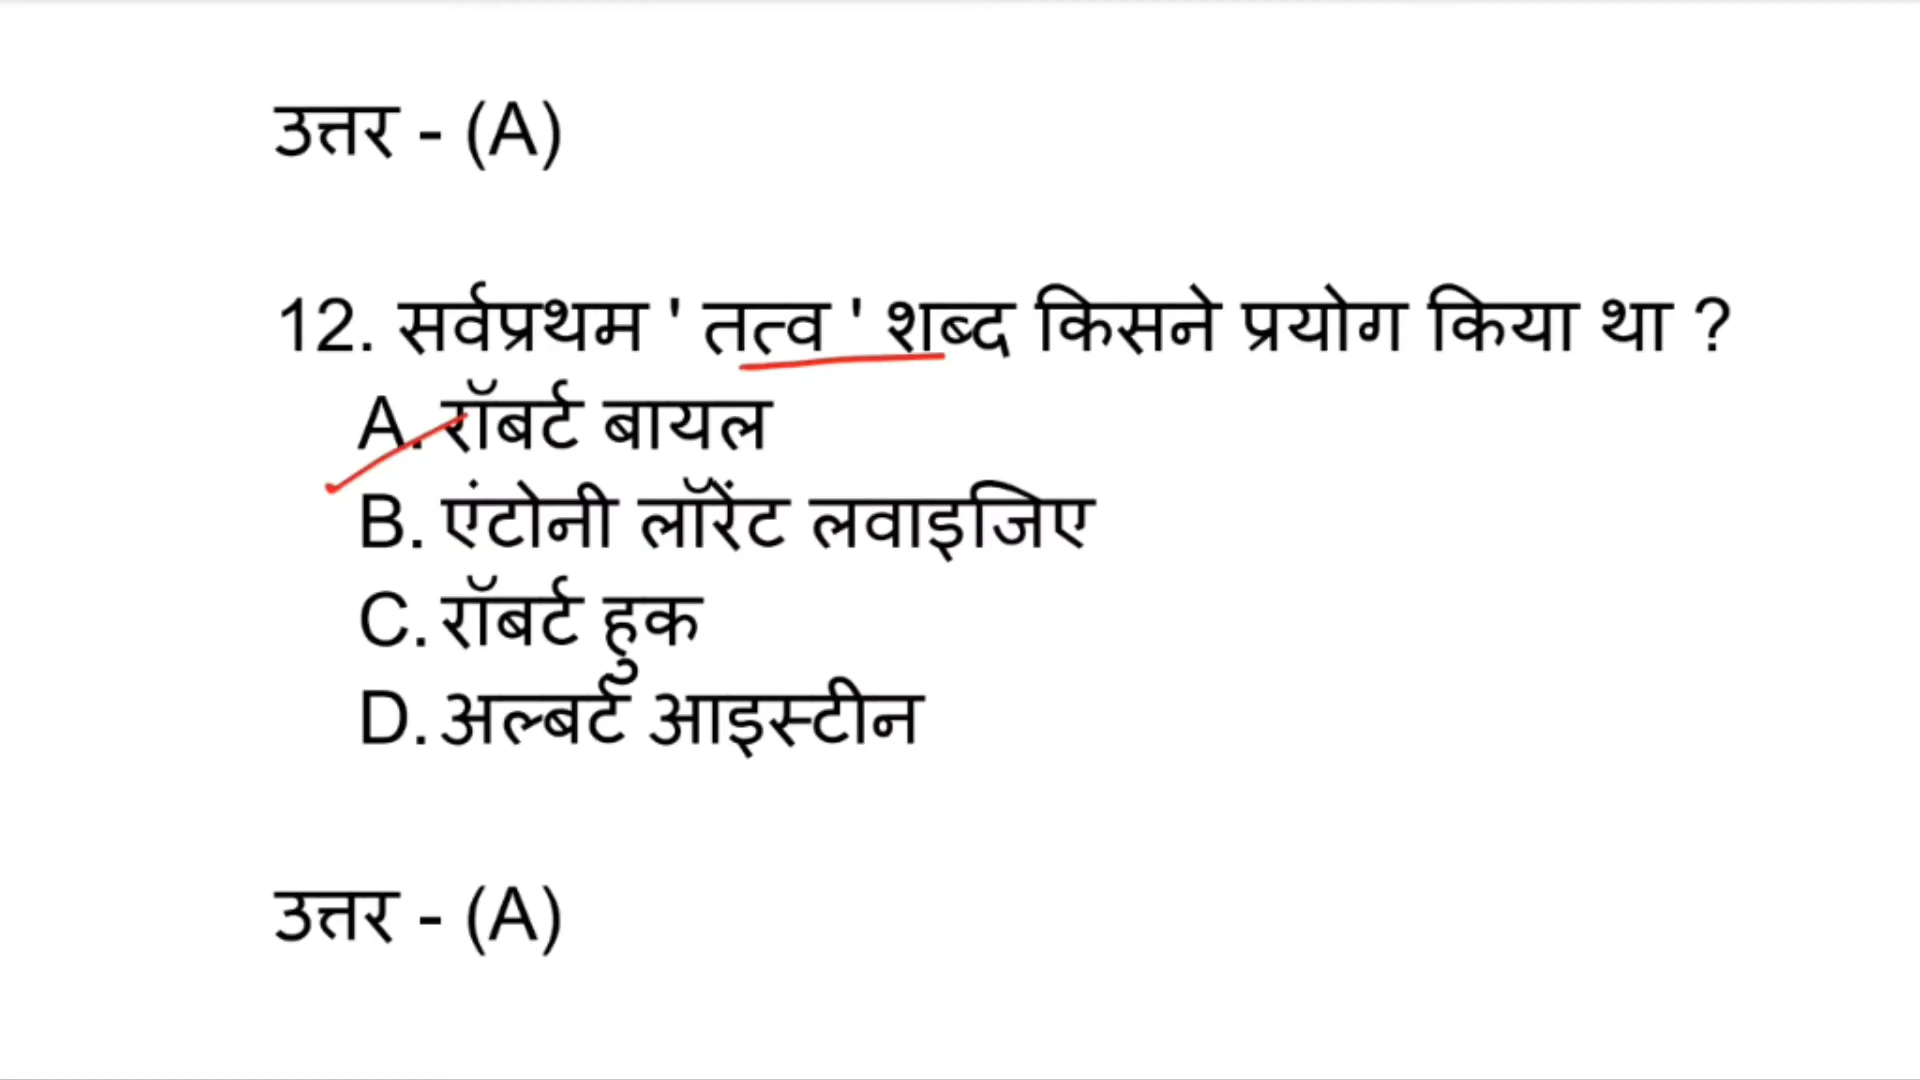 उत्तर - (A)
12. सर्वप्रथम ' तत्व ' शब्द किसने प्रयोग किया था ?
A. रॉबर्ट बायल
B. एंटोनी लॉरेंट लवाइजिए
C. रॉबर्ट हुक
D. अल्बर्ट आइस्टीन
उत्तर - (A)